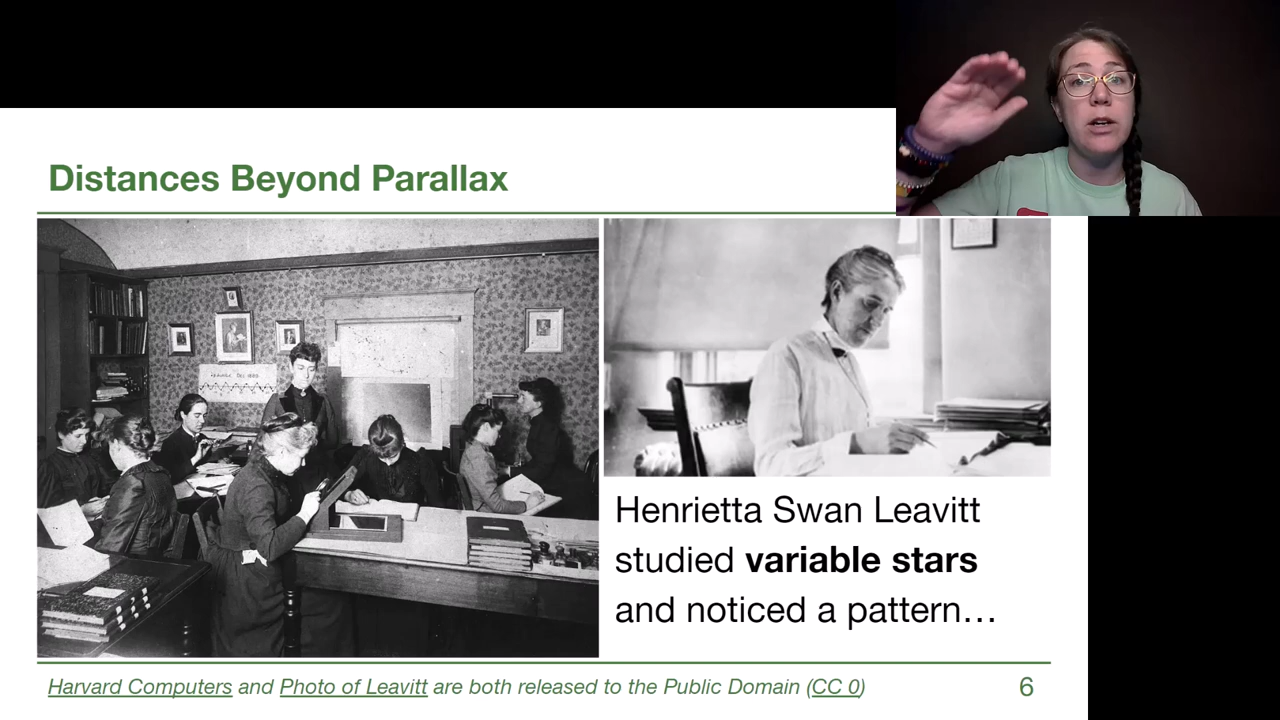 Distances Beyond Parallax
Henrietta Swan Leavitt
studied variable stars
and noticed a pattern…
Harvard Computers and Photo of Leavitt are both released to the Public Domain (CC 0)
6